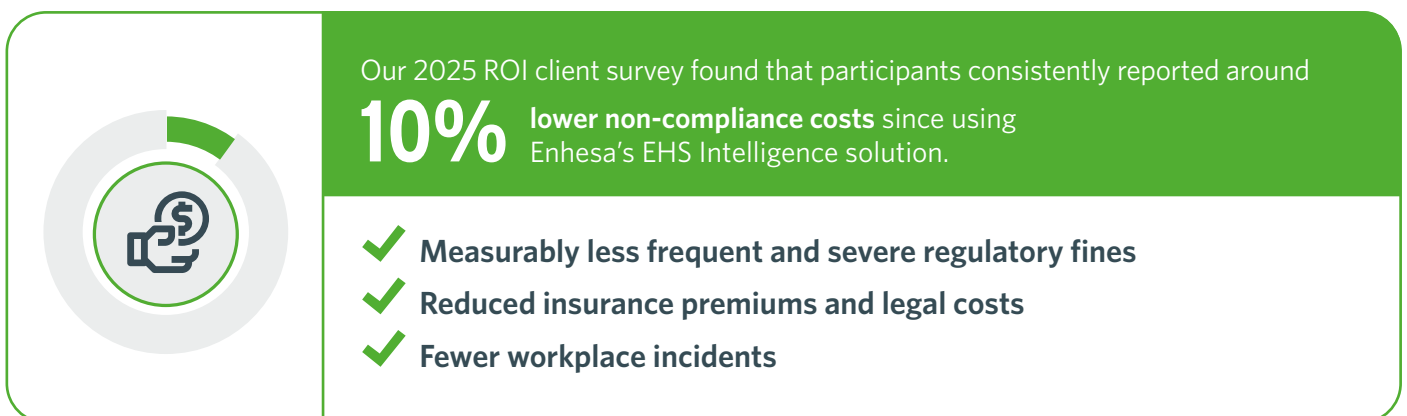 Our 2025 ROI client survey found that participants consistently reported around
10% lower non-compliance costs since using
Enhesa's EHS Intelligence solution.
$
Measurably less frequent and severe regulatory fines
Reduced insurance premiums and legal costs
Fewer workplace incidents